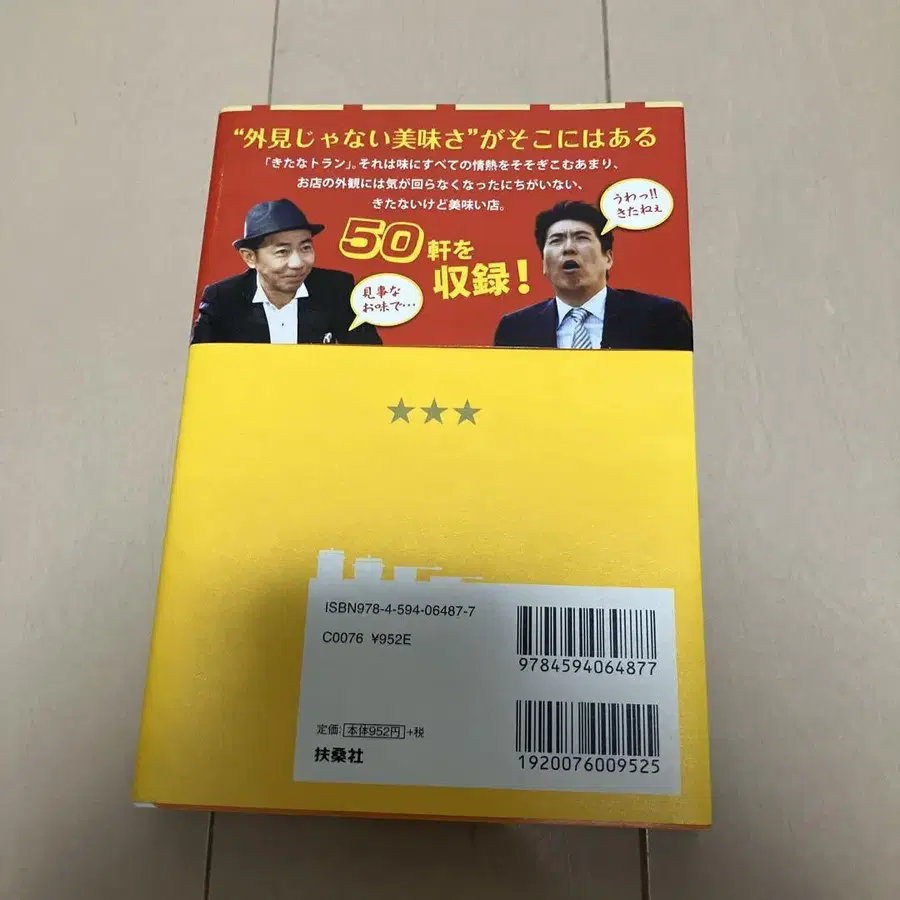 “外見じゃない美味さ”がそこにはある
「きたなトラン」。それは味にすべての情熱をそそぎこむあまり、
お店の外観には気が回らなくなったにちがいない、
きたないけど美味い店。
50軒を
収録!
うわっ!!
きたねぇ
見事な
お味で…
ISBN978-4-594-06487-7
C0076 ¥952E
9784594064877
定価:本体952円+税
扶桑社
1920076009525